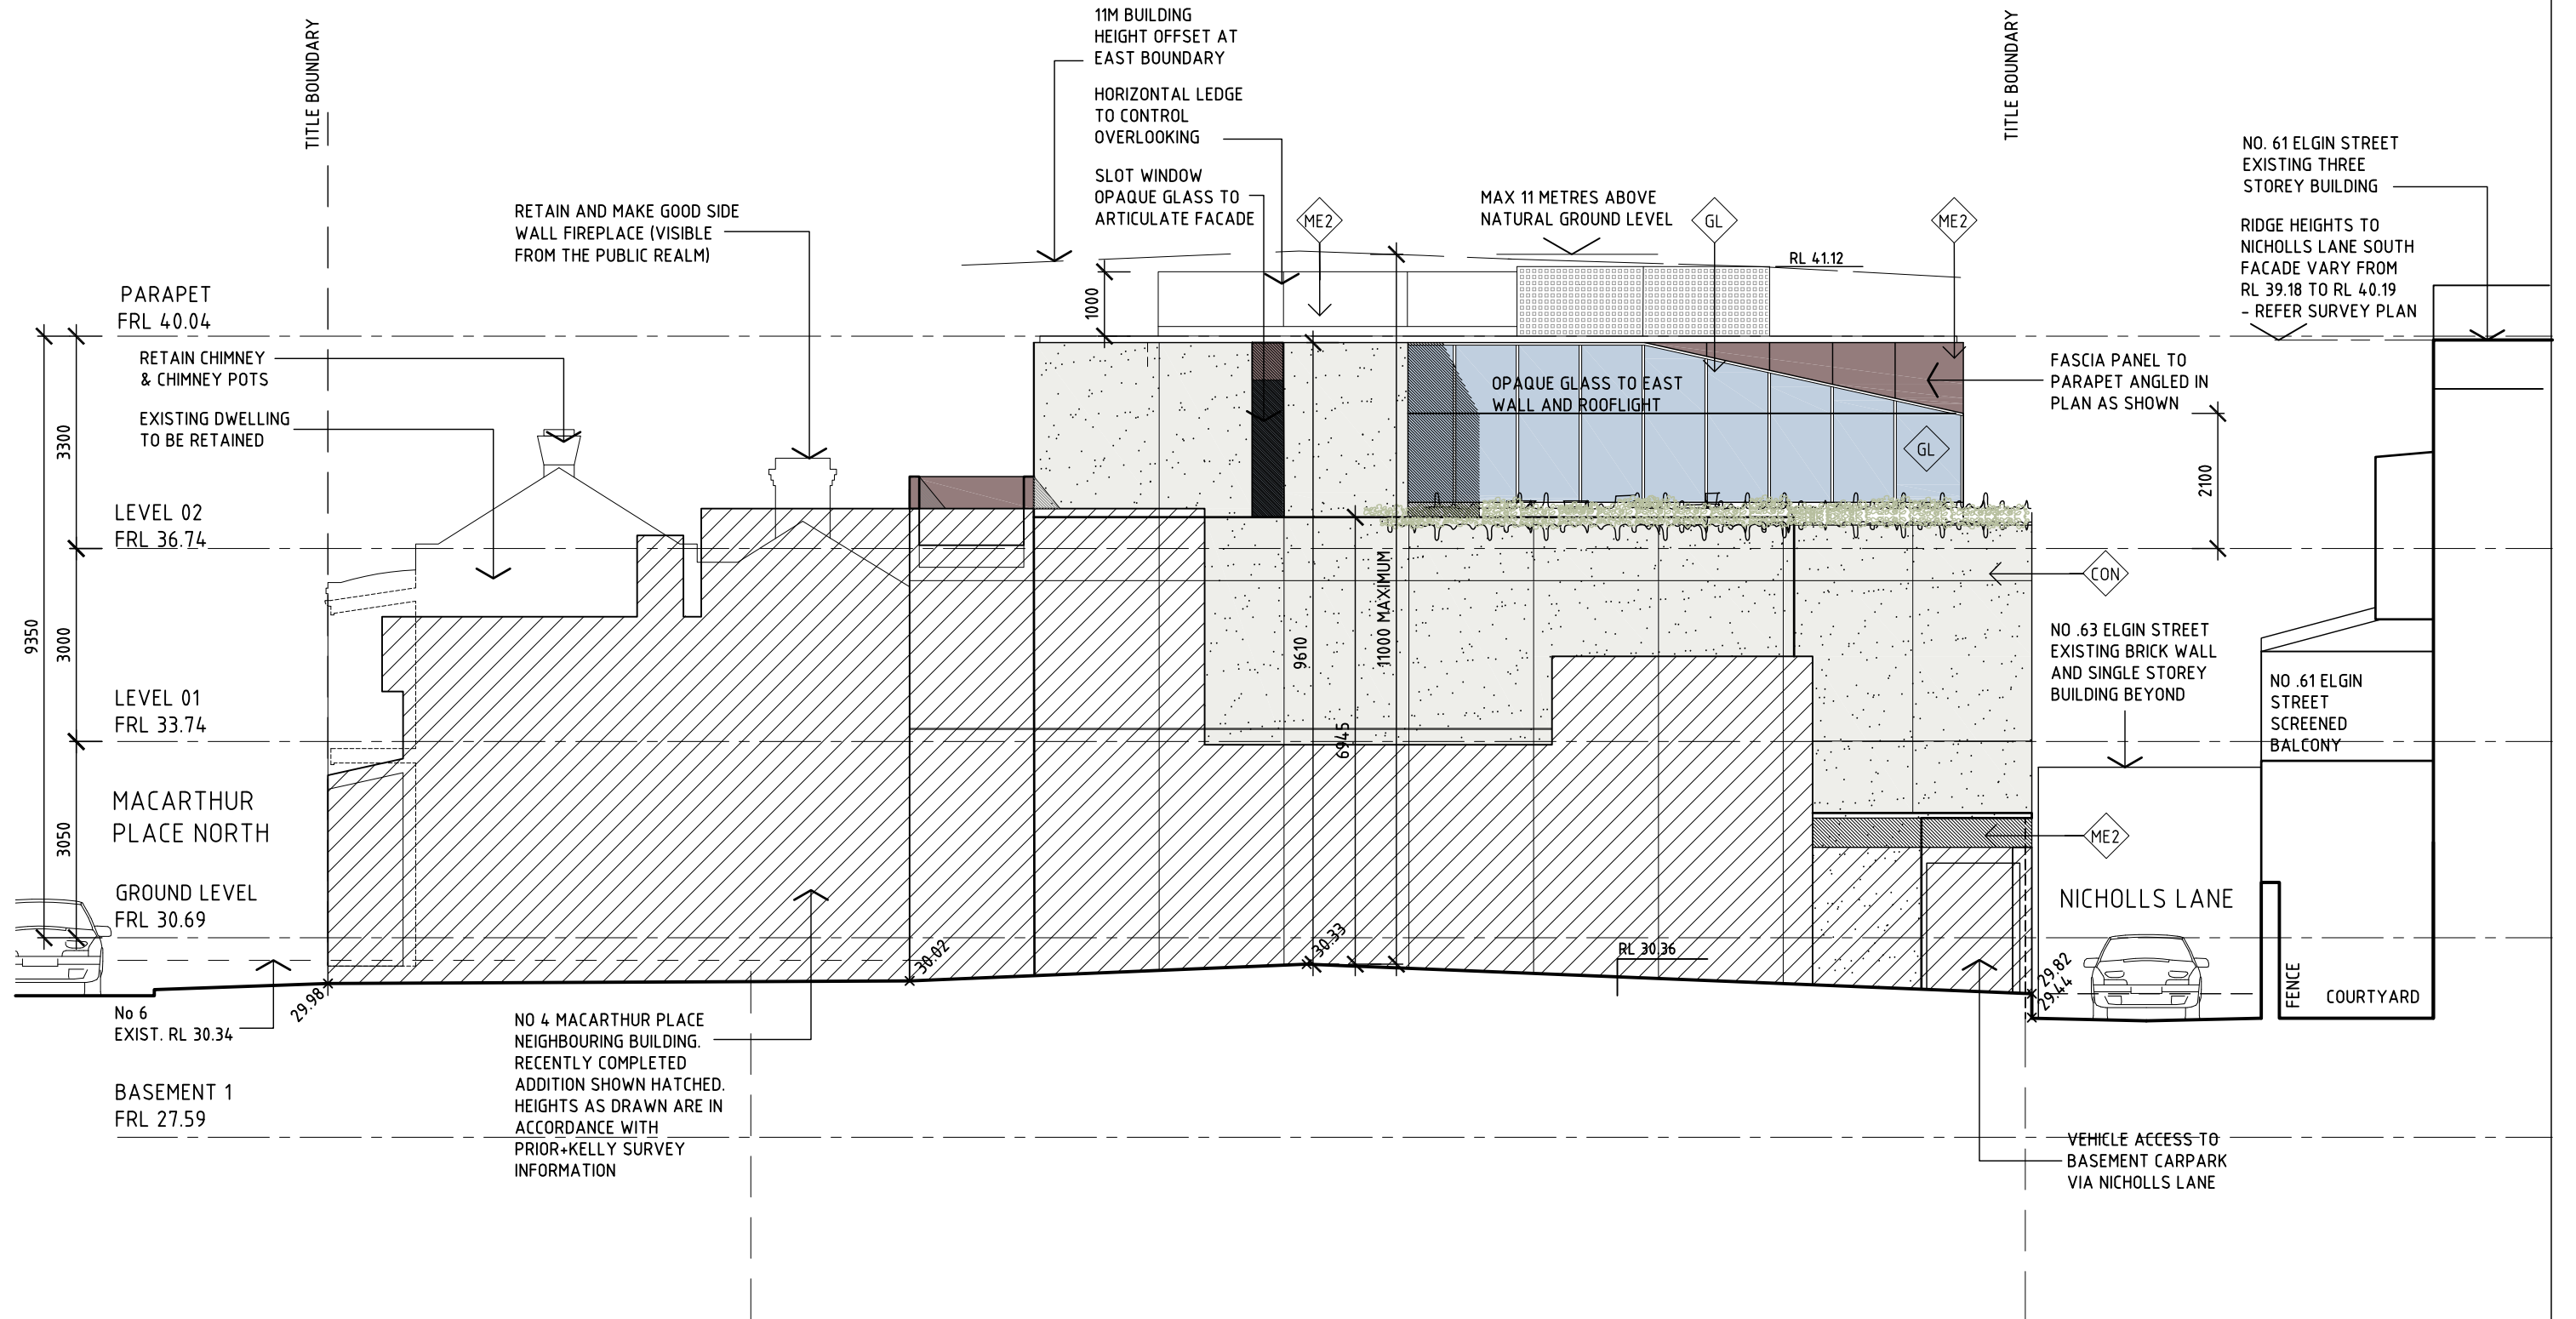 TITLE BOUNDARY
11M BUILDING
HEIGHT OFFSET AT
EAST BOUNDARY
HORIZONTAL LEDGE
TO CONTROL
OVERLOOKING
SLOT WINDOW
OPAQUE GLASS TO
ARTICULATE FACADE
ME2
MAX 11 METRES ABOVE
NATURAL GROUND LEVEL
GL
ME2
TITLE BOUNDARY
NO. 61 ELGIN STREET
EXISTING THREE
STOREY BUILDING
RIDGE HEIGHTS TO
NICHOLLS LANE SOUTH
FACADE VARY FROM
RL 39.18 TO RL 40.19
- REFER SURVEY PLAN
RETAIN AND MAKE GOOD SIDE
WALL FIREPLACE (VISIBLE
FROM THE PUBLIC REALM)
RL 41.12
1000
PARAPET
FRL 40.04
RETAIN CHIMNEY
& CHIMNEY POTS
EXISTING DWELLING
TO BE RETAINED
OPAQUE GLASS TO EAST
WALL AND ROOFLIGHT
GL
FASCIA PANEL TO
PARAPET ANGLED IN
PLAN AS SHOWN
2100
3300
LEVEL 02
FRL 36.74
CON
9350
3000
9610
11000 MAXIMUM
6945
NO .63 ELGIN STREET
EXISTING BRICK WALL
AND SINGLE STOREY
BUILDING BEYOND
NO .61 ELGIN
STREET
SCREENED
BALCONY
LEVEL 01
FRL 33.74
MACARTHUR
PLACE NORTH
3050
ME2
GROUND LEVEL
FRL 30.69
NICHOLLS LANE
30.02
30.33
RL 30.36
29.98
29.82
29.44
FENCE
COURTYARD
No 6
EXIST. RL 30.34
NO 4 MACARTHUR PLACE
NEIGHBOURING BUILDING.
RECENTLY COMPLETED
ADDITION SHOWN HATCHED.
HEIGHTS AS DRAWN ARE IN
ACCORDANCE WITH
PRIOR+KELLY SURVEY
INFORMATION
BASEMENT 1
FRL 27.59
VEHICLE ACCESS TO
BASEMENT CARPARK
VIA NICHOLLS LANE